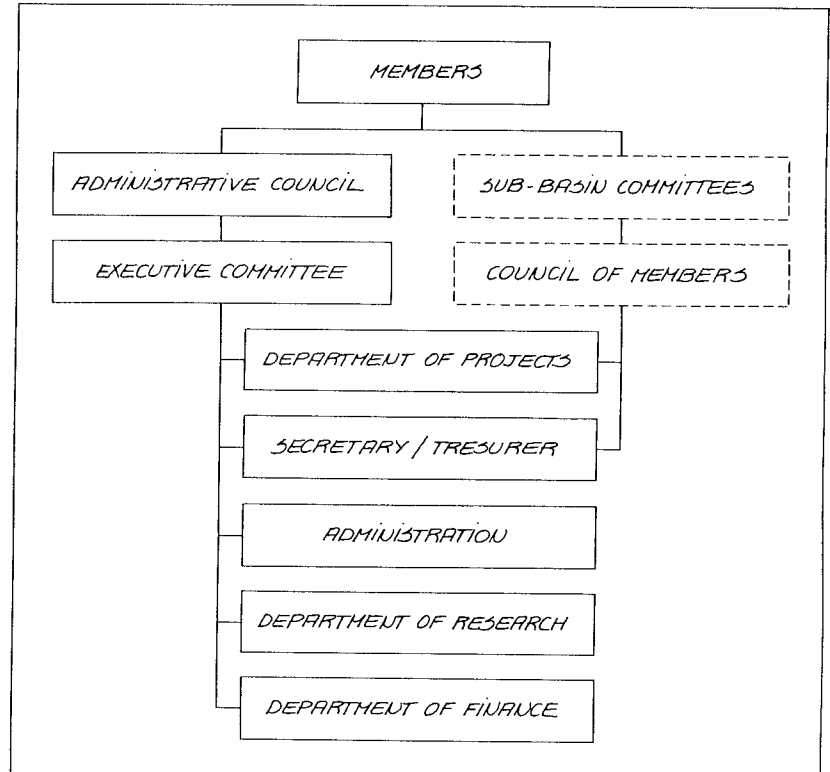 MEMBERS
ADMINISTRATIVE COUNCIL
SUB-BASIN COMMITTEES
EXECUTIVE COMMITTEE
COUNCIL OF MEMBERS
DEPARTMENT OF PROJECTS
SECRETARY / TRESURER
ADMINISTRATION
DEPARTMENT OF RESEARCH
DEPARTMENT OF FINANCE